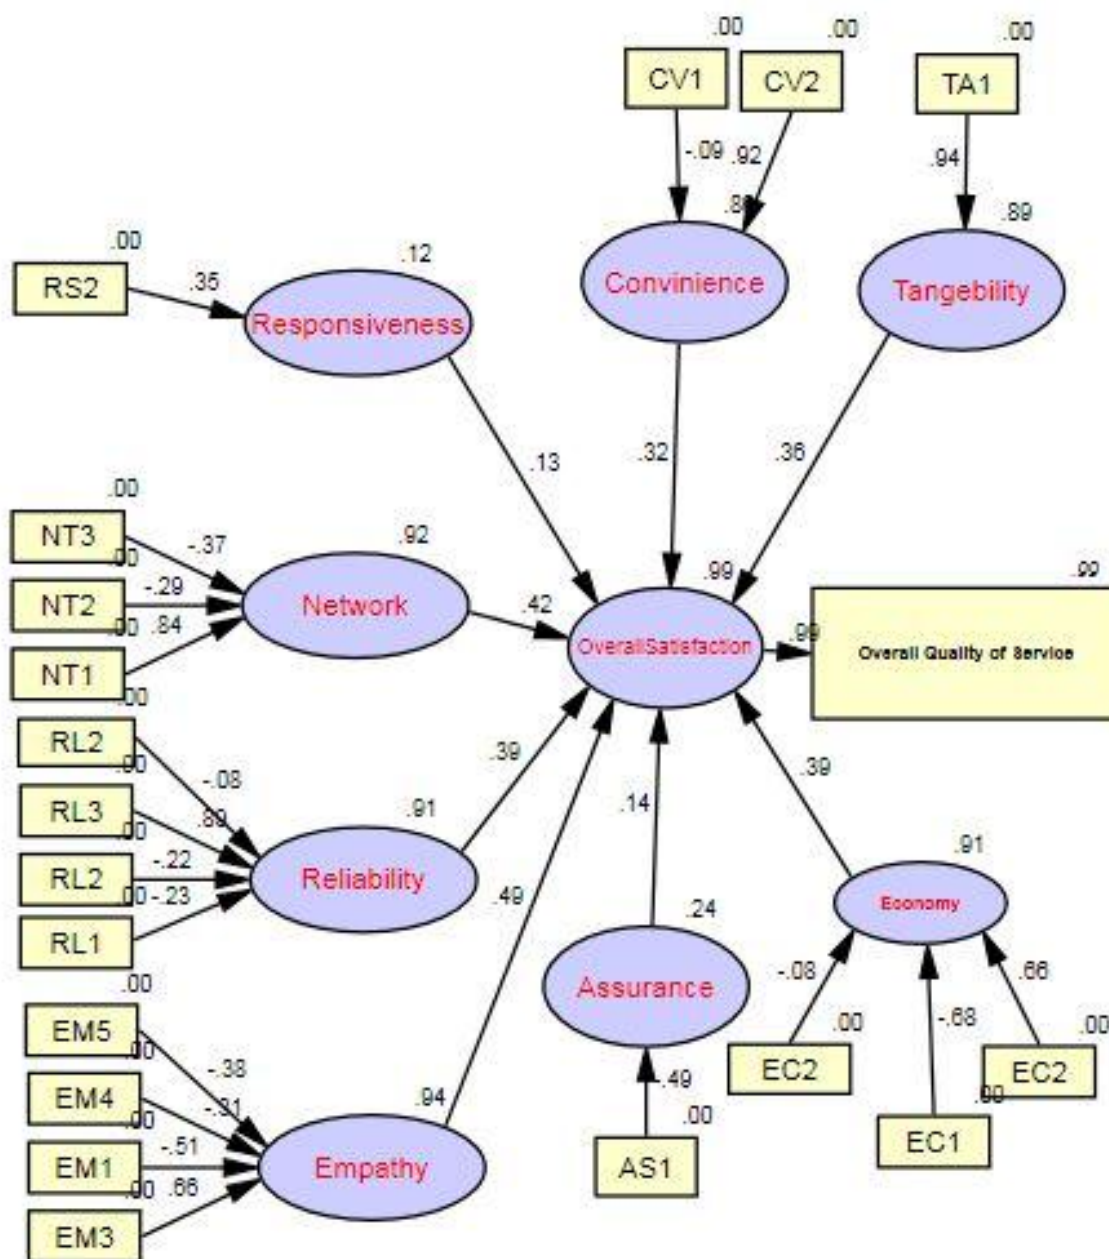 .00
.00
.00
CV1
CV2
TA1
-.09
.92
.94
.89
.00
.12
RS2
.35
Responsiveness
Convinience
Tangebility
.13
.32
.36
.00
NT3
-.37
.92
.00
NT2
-.29
Network
.42
.99
.99
.00
.84
NT1
OverallSatisfaction
.99
Overall Quality of Service
.00
RL2
.00
-.08
.39
.39
RL3
.89
.91
.14
.00
RL2
-.22
Reliability
.49
.91
.00
-.23
RL1
.24
Economy
.00
Assurance
-.08
.66
EM5
.00
-.38
.00
-.68
.00
EM4
-.31
.94
-.49
EC2
EC2
.00
.00
.00
EM1
-.51
Empathy
AS1
EC1
.00
.66
EM3